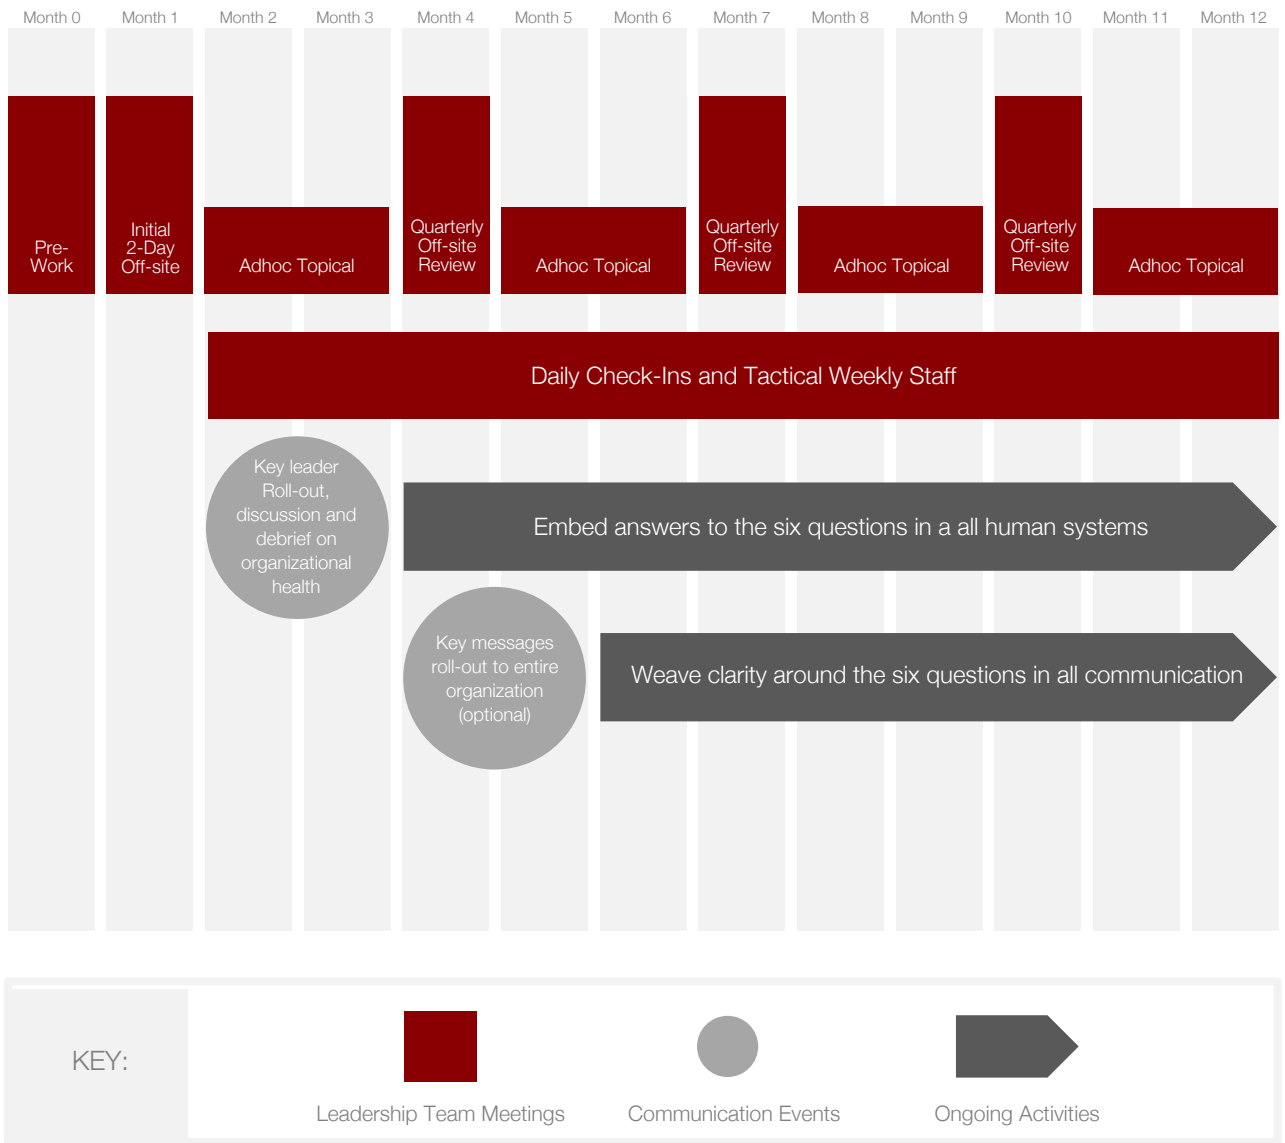 Month 0
Month 1
Month 2
Month 3
Month 4
Month 5
Month 6
Month 7
Month 8
Month 9
Month 10
Month 11
Month 12
Pre-
Work
Initial
2-Day
Off-site
Adhoc Topical
Quarterly
Off-site
Review
Adhoc Topical
Quarterly
Off-site
Review
Adhoc Topical
Quarterly
Off-site
Review
Adhoc Topical
Daily Check-Ins and Tactical Weekly Staff
Key leader
Roll-out,
discussion and
debrief on
organizational
health
Embed answers to the six questions in a all human systems
Key messages
roll-out to entire
organization
(optional)
Weave clarity around the six questions in all communication
KEY:
Leadership Team Meetings
Communication Events
Ongoing Activities